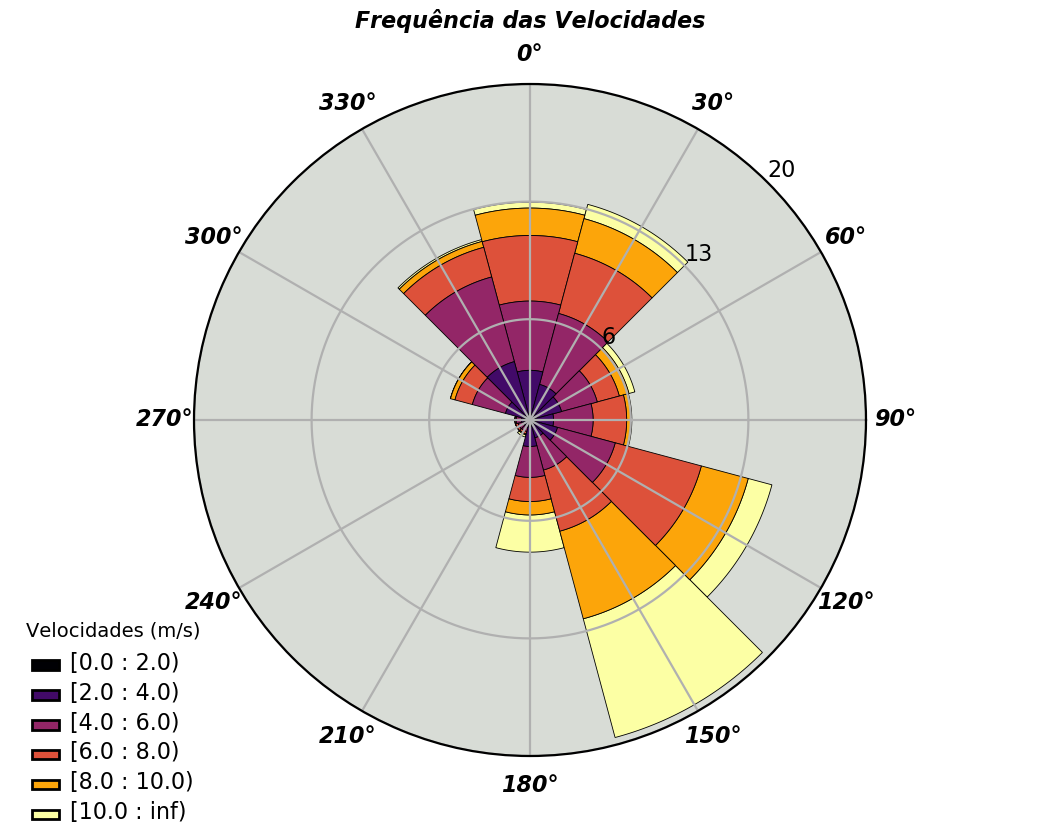 Frequência das Velocidades
0°
330°
30°
20
300°
60°
13
6
270°
90°
240°
120°
210°
150°
180°
Velocidades (m/s)
[0.0 : 2.0)
[2.0 : 4.0)
[4.0 : 6.0)
[6.0 : 8.0)
[8.0 : 10.0)
[10.0 : inf)